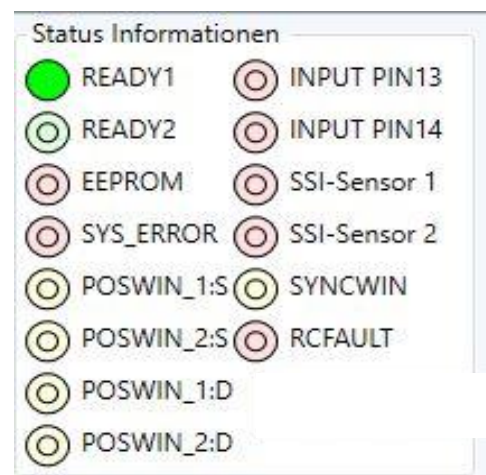 Status Informationen
READY1
INPUT PIN13
READY2
INPUT PIN14
EEPROM
SSI-Sensor 1
SYS_ERROR
SSI-Sensor 2
POSWIN_1:S
SYNCWIN
POSWIN_2:S
RCFAULT
POSWIN_1:D
POSWIN_2:D